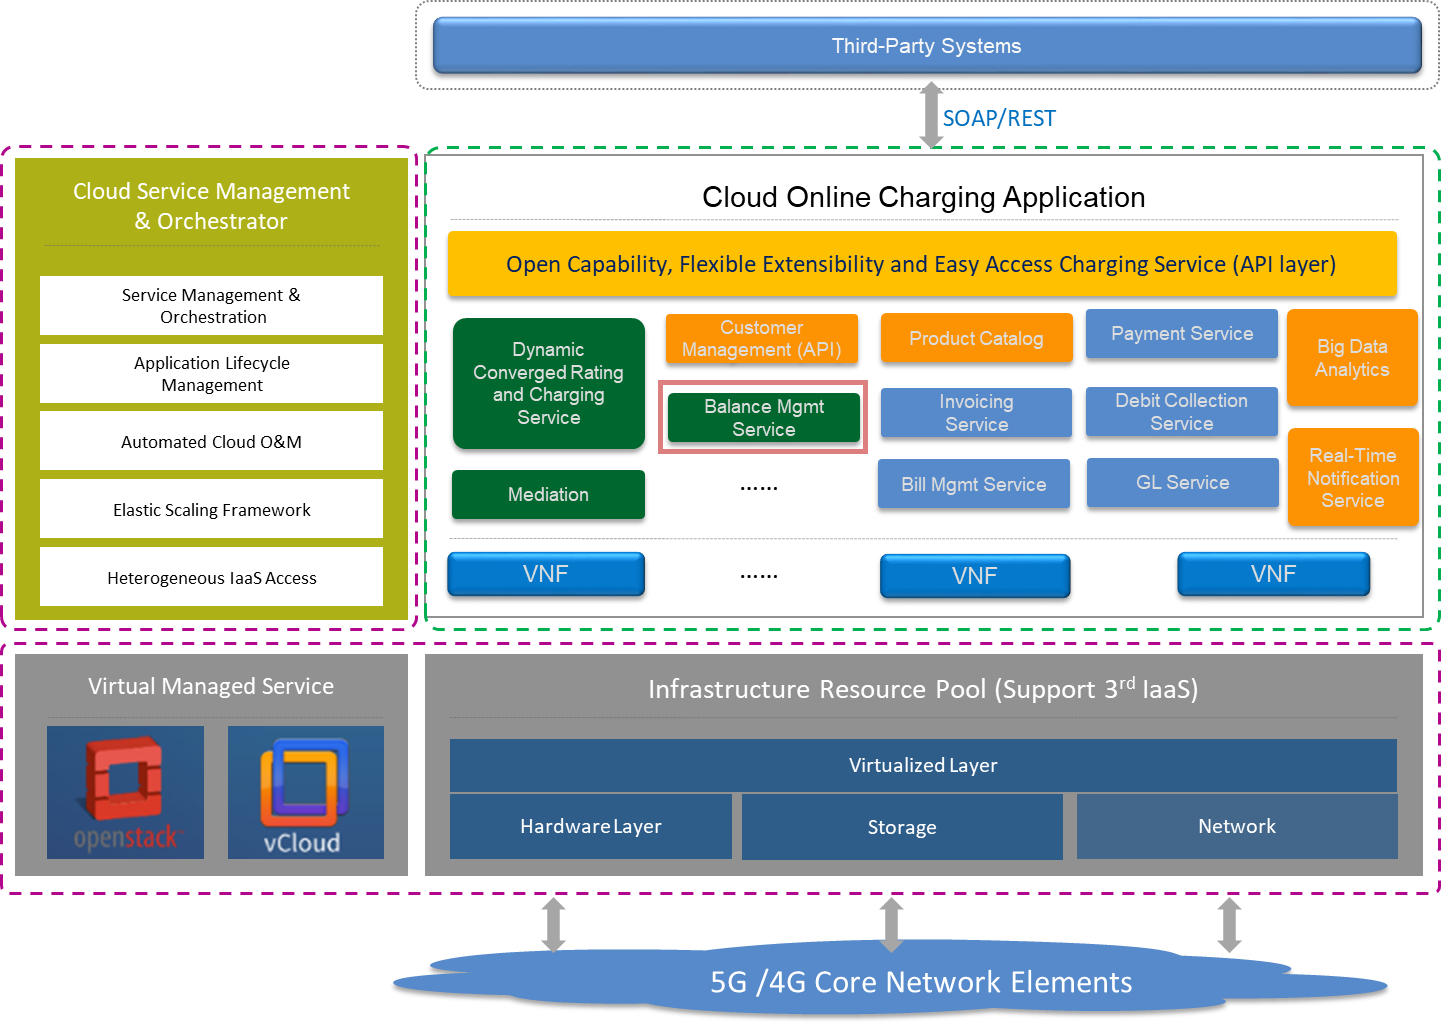 Third-Party Systems
SOAP/REST
Cloud Service Management
& Orchestrator
Service Management &
Orchestration
Application Lifecycle
Management
Automated Cloud O&M
Elastic Scaling Framework
Heterogeneous IaaS Access
Cloud Online Charging Application
Open Capability, Flexible Extensibility and Easy Access Charging Service (API layer)
Dynamic
Converged Rating
and Charging
Service
Customer
Management (API)
Product Catalog
Payment Service
Big Data
Analytics
Balance Mgmt
Service
Invoicing
Service
Debit Collection
Service
Mediation
......
Bill Mgmt Service
GL Service
Real-Time
Notification
Service
VNF
......
VNF
VNF
Virtual Managed Service
openstack™
vCloud
Infrastructure Resource Pool (Support 3rd IaaS)
Virtualized Layer
Hardware Layer
Storage
Network
5G /4G Core Network Elements